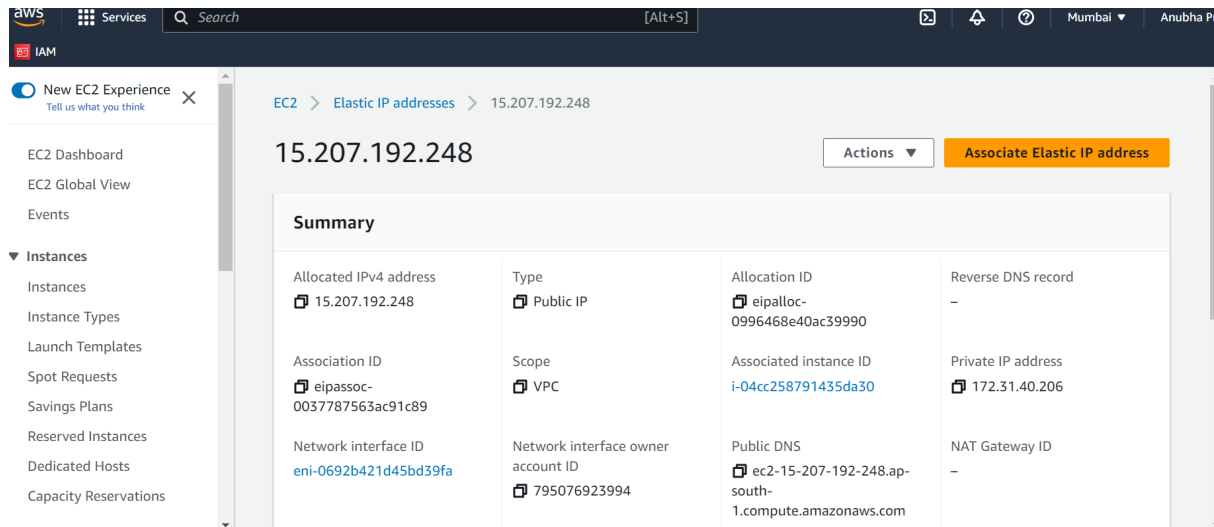 aws
Services
Search
[Alt+S]
Mumbai
IAM
New EC2 Experience
Tell us what you think
EC2 Dashboard
EC2 Global View
Events
Instances
Instances
Instance Types
Launch Templates
Spot Requests
Savings Plans
Reserved Instances
Dedicated Hosts
Capacity Reservations
EC2 > Elastic IP addresses > 15.207.192.248
15.207.192.248
Actions
Associate Elastic IP address
Summary
Allocated IPv4 address
15.207.192.248
Type
Public IP
Allocation ID
eipalloc-
0996468e40ac39990
Reverse DNS record
–
Association ID
eipassoc-
0037787563ac91c89
Scope
VPC
Associated instance ID
i-04cc258791435da30
Private IP address
172.31.40.206
Network interface ID
eni-0692b421d45bd39fa
Network interface owner
account ID
795076923994
Public DNS
ec2-15-207-192-248.ap-
south-
1.compute.amazonaws.com
NAT Gateway ID
–